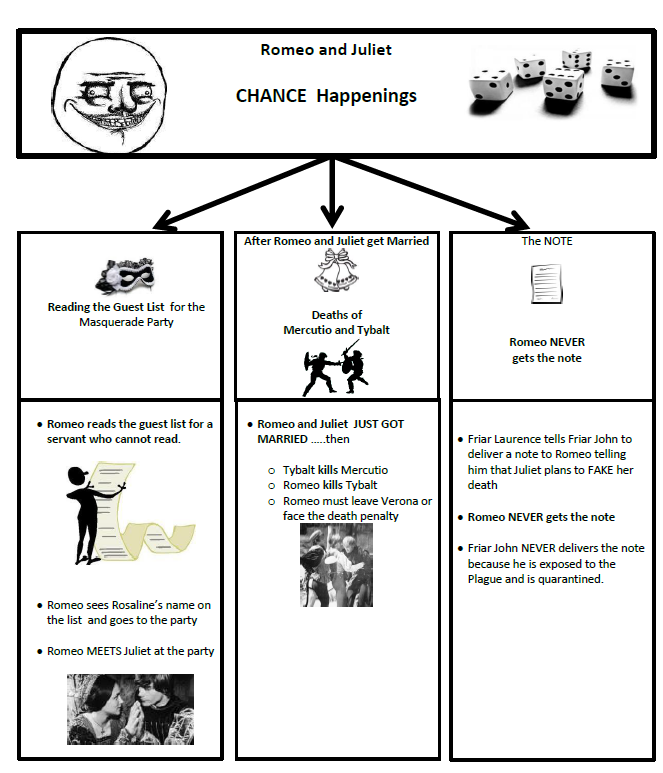 Romeo and Juliet
CHANCE Happenings
Reading the Guest List for the
Masquerade Party
After Romeo and Juliet get Married
Deaths of
Mercutio and Tybalt
The NOTE
Romeo NEVER
gets the note
• Romeo reads the guest list for a
servant who cannot read.
• Romeo sees Rosaline's name on
the list and goes to the party
• Romeo MEETS Juliet at the party
• Romeo and Juliet JUST GOT
MARRIED .....then
o Tybalt kills Mercutio
o Romeo kills Tybalt
o Romeo must leave Verona or
face the death penalty
• Friar Laurence tells Friar John to
deliver a note to Romeo telling
him that Juliet plans to FAKE her
death
• Romeo NEVER gets the note
• Friar John NEVER delivers the note
because he is exposed to the
Plague and is quarantined.